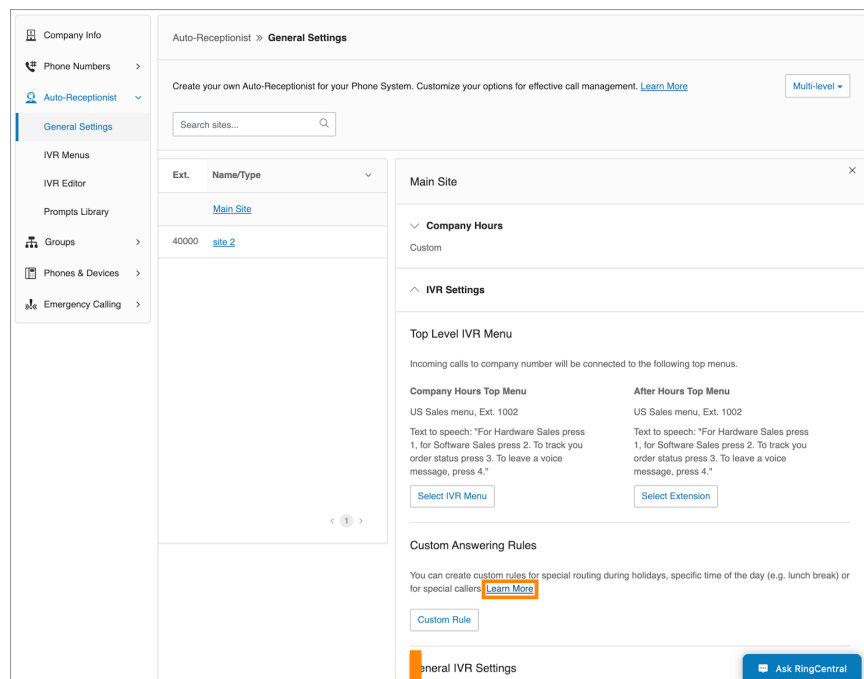 Company Info
Phone Numbers
Auto-Receptionist
General Settings
IVR Menus
IVR Editor
Prompts Library
Groups
Phones & Devices
Emergency Calling
Auto-Receptionist » General Settings
Create your own Auto-Receptionist for your Phone System. Customize your options for effective call management. Learn More
Multi-level
Search sites...
Ext. Name/Type
Main Site
40000 site 2
< 1 >
Main Site
Company Hours
Custom
IVR Settings
Top Level IVR Menu
Incoming calls to company number will be connected to the following top menus.
Company Hours Top Menu
US Sales menu, Ext. 1002
Text to speech: "For Hardware Sales press
1, for Software Sales press 2. To track you
order status press 3. To leave a voice
message, press 4."
Select IVR Menu
After Hours Top Menu
US Sales menu, Ext. 1002
Text to speech: "For Hardware Sales press
1, for Software Sales press 2. To track you
order status press 3. To leave a voice
message, press 4."
Select Extension
Custom Answering Rules
You can create custom rules for special routing during holidays, specific time of the day (e.g. lunch break) or
for special callers Learn More
Custom Rule
eneral IVR Settings
Ask RingCentral